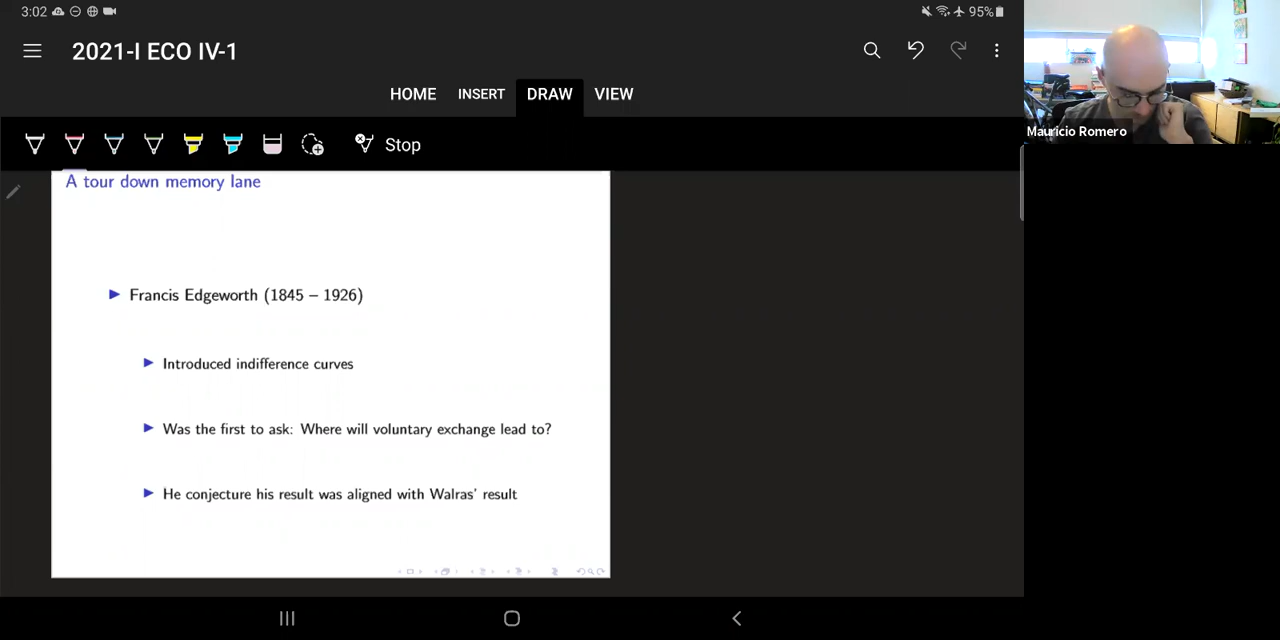 3:02
95%
2021-I ECO IV-1
HOME INSERT DRAW VIEW
Stop
Mauricio Romero
A tour down memory lane
Francis Edgeworth (1845 – 1926)
Introduced indifference curves
Was the first to ask: Where will voluntary exchange lead to?
He conjecture his result was aligned with Walras' result